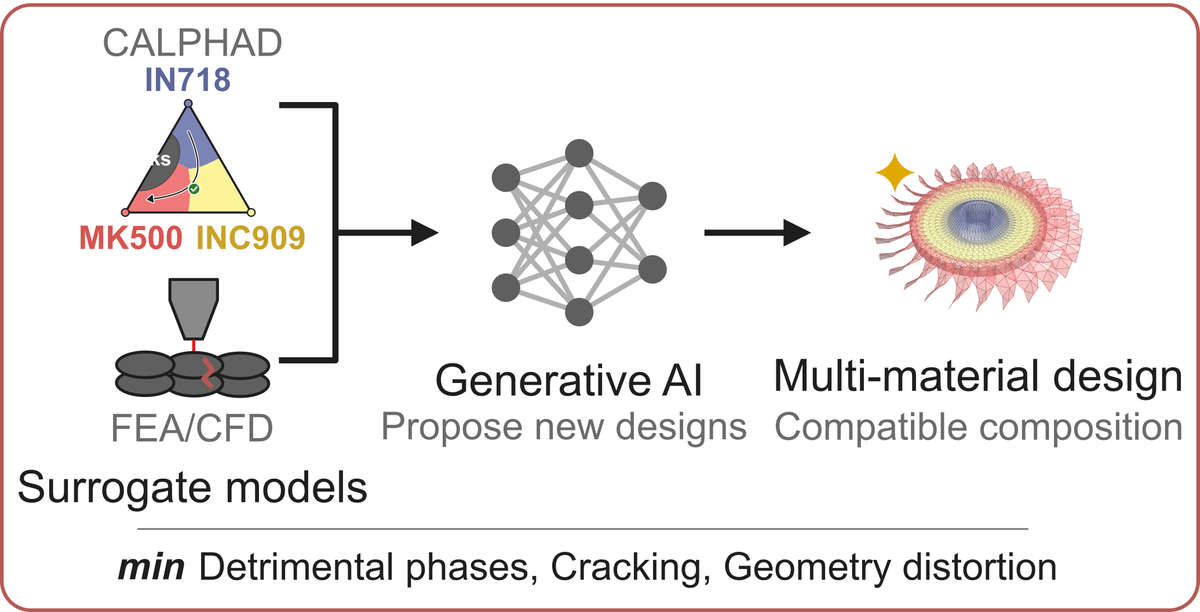 CALPHAD
IN718
MK500 INC909
FEA/CFD
Surrogate models
Generative AI
Propose new designs
Multi-material design
Compatible composition
min Detrimental phases, Cracking, Geometry distortion